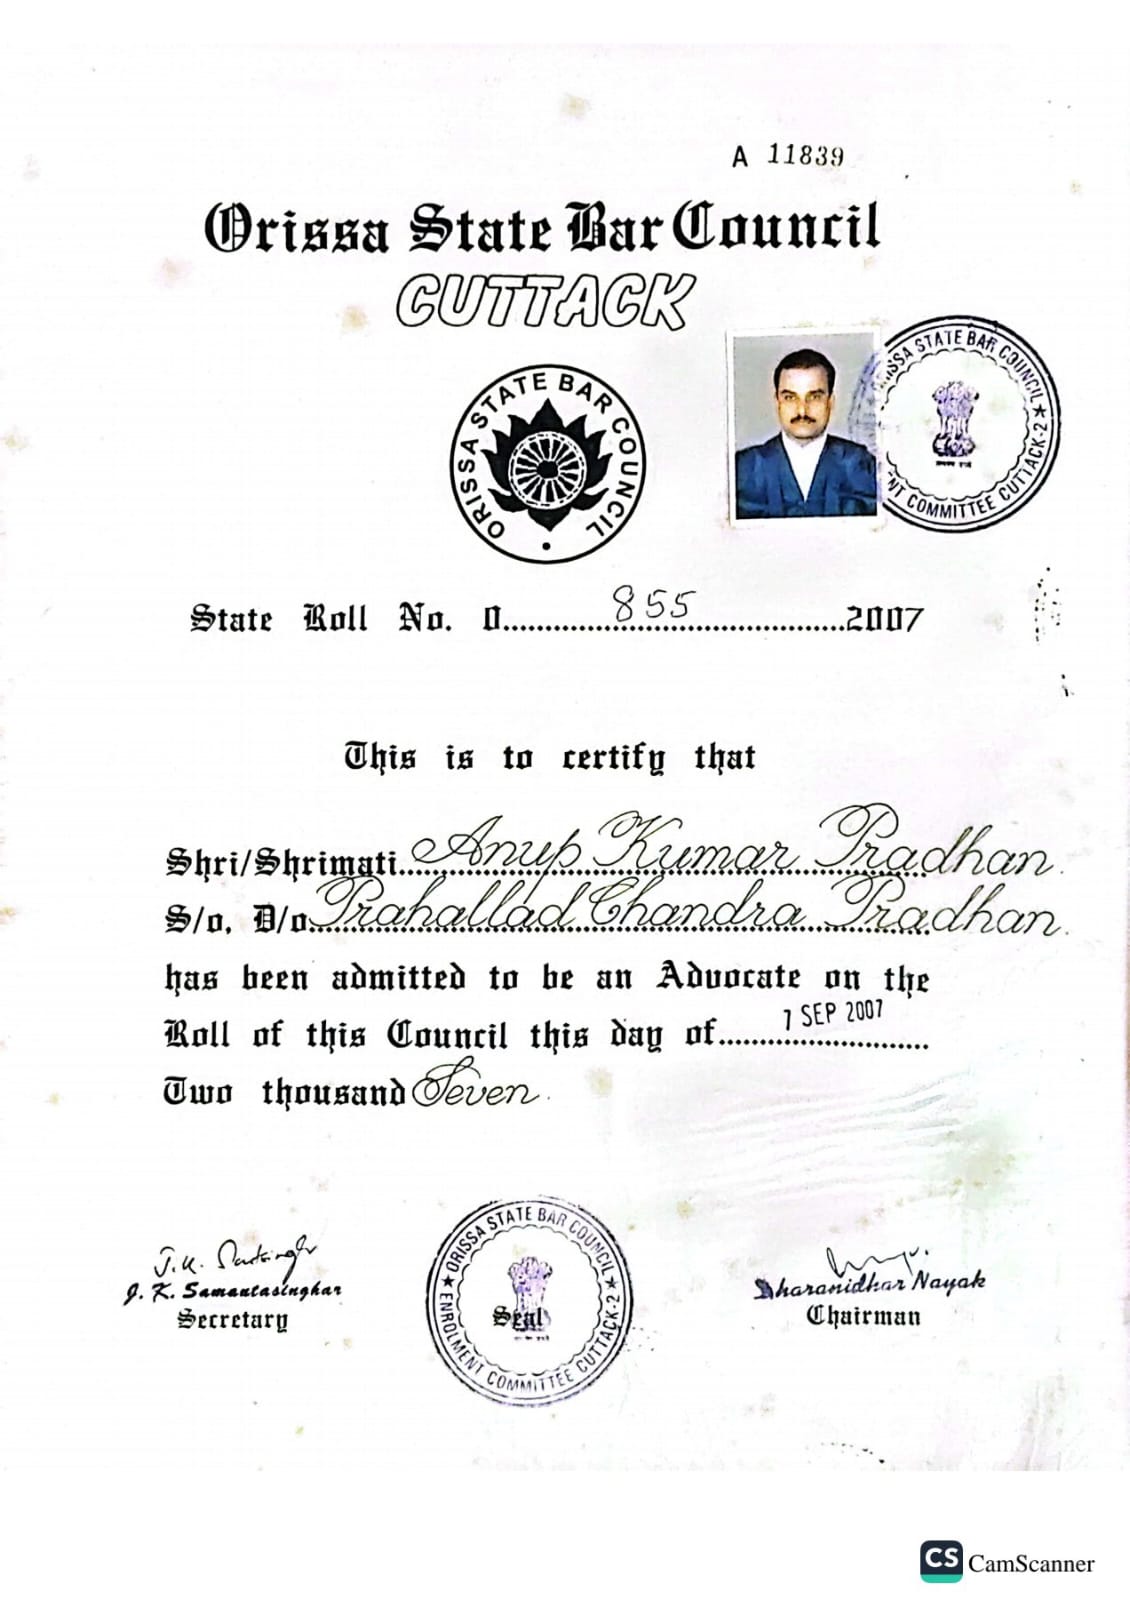 A 11839
Orissa State Bar Council
CUTTACK
ORISSA STATE BAR COUNCIL
ORISSA STATE BAR COUNCIL ★
NT COMMITTEE CUTTACK-2
State Roll No. O.......855.......2007
This is to certify that
Shri/Shrimati Anup Kumar Pradhan.
S/o, D/o Prahallad Chandra Pradhan.
has been admitted to be an Advocate on the
Roll of this Council this day of 7 SEP 2007
Two thousand Seven.
J. K. Samantasinghar
Secretary
★ ORISSA STATE BAR COUNCIL ★
ENROLMENT COMMITTEE CUTTACK-2
Seal
Dharanidhar Nayak
Chairman
CS CamScanner